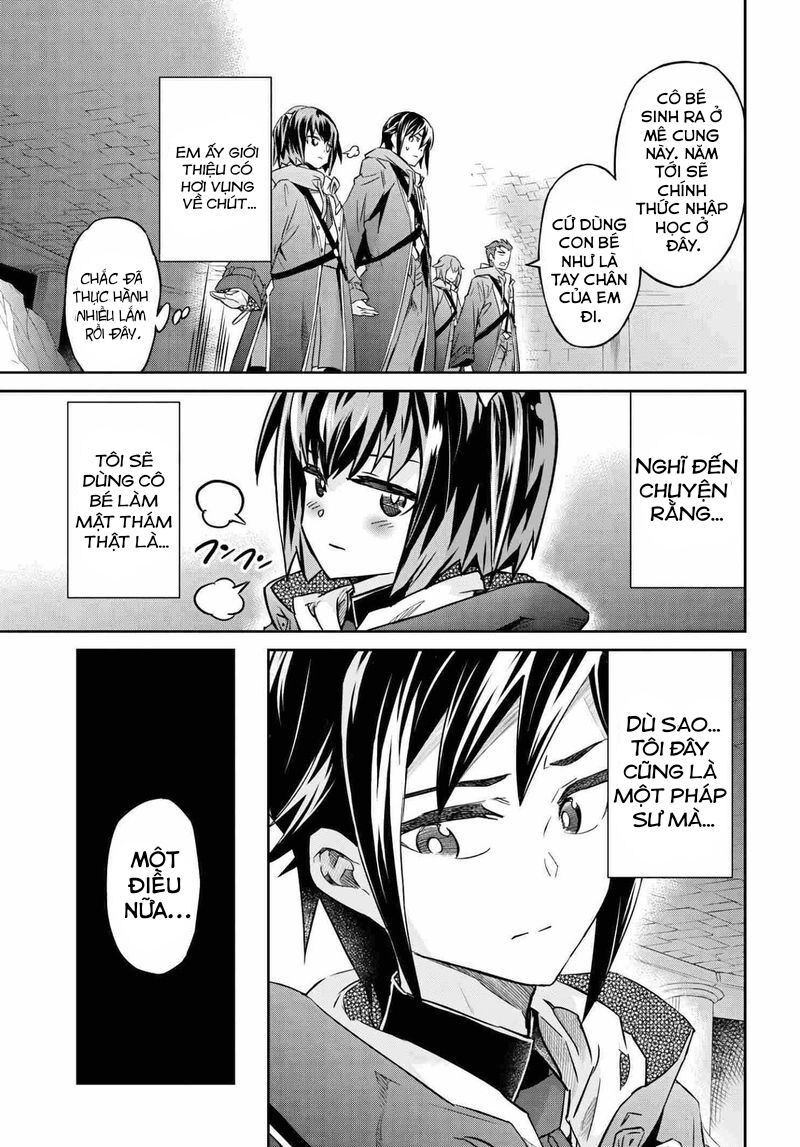 CÔ BÉ
SINH RA Ở
MÊ CUNG
NÀY. NĂM
TỚI SẼ
CHÍNH
THỨC NHẬP
HỌC Ở
ĐÂY.
CỨ DÙNG
CON BÉ
NHƯ LÀ
TAY CHÂN
CỦA EM
ĐI.
EM ẤY GIỚI
THIỆU CÓ
HƠI VỤNG
VỀ CHÚT...
CHẮC ĐÃ
THỰC HÀNH
NHIỀU LẮM
RỒI ĐÂY.
NGHĨ ĐẾN
CHUYỆN
RẰNG...
TÔI SẼ
DÙNG CÔ
BÉ LÀM
MẬT THÁM
THẬT LÀ...
フンフン
DÙ SAO...
TÔI ĐÂY
CŨNG LÀ
MỘT PHÁP
SƯ MÀ...
MỘT
ĐIỀU
NỮA...